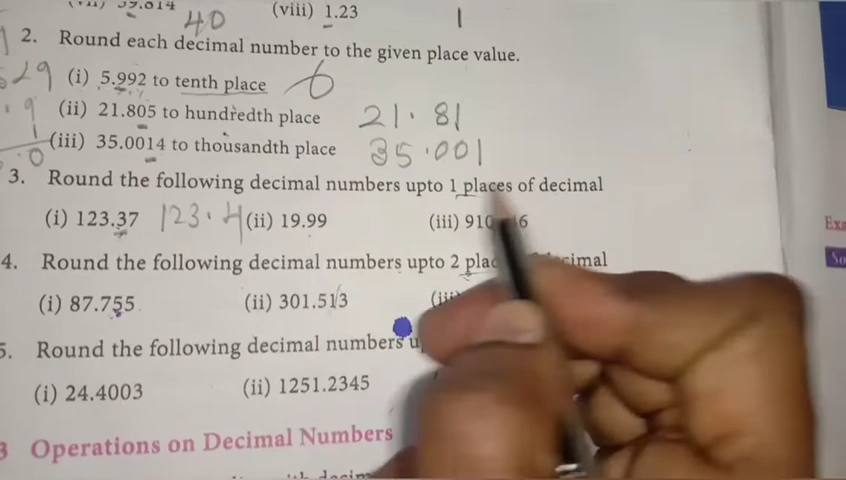 39.814 (viii) 1.23 1
40
2. Round each decimal number to the given place value.
(i) 5.992 to tenth place 6
(ii) 21.805 to hundredth place 21.81
(iii) 35.0014 to thousandth place 35.001
3. Round the following decimal numbers upto 1 places of decimal
(i) 123.37 123.4 (ii) 19.99 (iii) 910
4. Round the following decimal numbers upto 2
(i) 87.755 (ii) 301.513
5. Round the following decimal numbers
(i) 24.4003 (ii) 1251.2345
3 Operations on Decimal Numbers